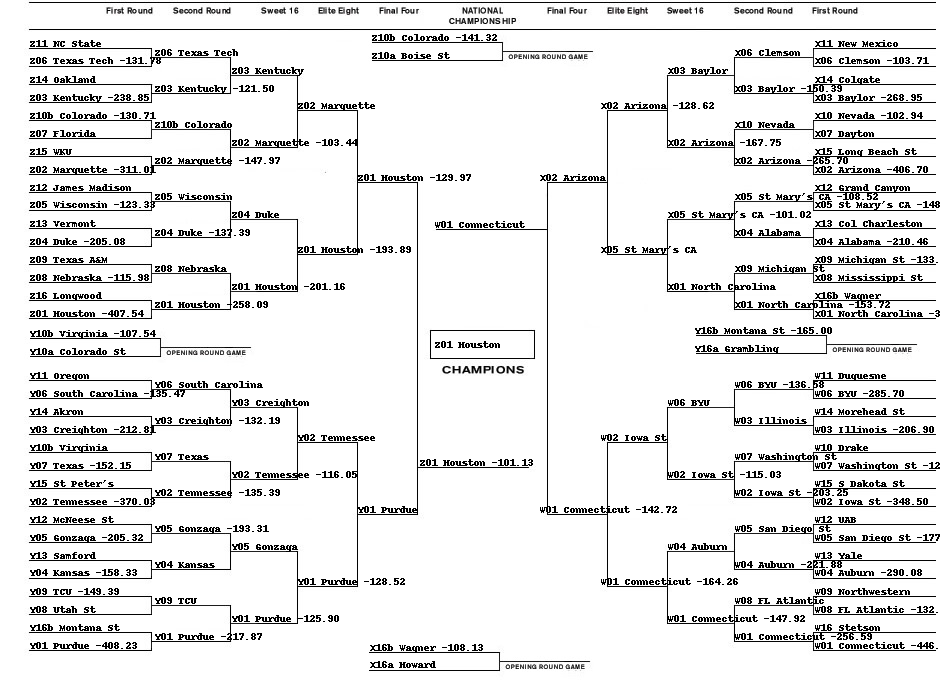 First Round Second Round Sweet 16 Elite Eight Final Four NATIONAL CHAMPIONSHIP Final Four Elite Eight Sweet 16 Second Round First Round
Z10b Colorado -141.32
Z10a Boise St
OPENING ROUND GAME
Z11 NC State
Z06 Texas Tech -131.78
Z14 Oakland
Z03 Kentucky -238.85
Z10b Colorado -130.71
Z07 Florida
Z15 WKU
Z02 Marquette -311.01
Z12 James Madison
Z05 Wisconsin -123.33
Z13 Vermont
Z04 Duke -205.08
Z09 Texas A&M
Z08 Nebraska -115.98
Z16 Longwood
Z01 Houston -407.54
Z06 Texas Tech
Z03 Kentucky -121.50
Z10b Colorado
Z02 Marquette -147.97
Z05 Wisconsin
Z04 Duke -137.39
Z08 Nebraska
Z01 Houston -258.09
Z03 Kentucky
Z02 Marquette -103.44
Z04 Duke
Z01 Houston -201.16
Z02 Marquette
Z01 Houston -193.89
Z01 Houston -129.97
Y10b Virginia -107.54
Y10a Colorado St
OPENING ROUND GAME
Y11 Oregon
Y06 South Carolina -135.47
Y14 Akron
Y03 Creighton -212.81
Y10b Virginia
Y07 Texas -152.15
Y15 St Peter's
Y02 Tennessee -370.03
Y12 McNeese St
Y05 Gonzaga -205.32
Y13 Samford
Y04 Kansas -158.33
Y09 TCU -149.39
Y08 Utah St
Y16b Montana St
Y01 Purdue -408.23
Y06 South Carolina
Y03 Creighton -132.19
Y07 Texas
Y02 Tennessee -135.39
Y05 Gonzaga -193.31
Y04 Kansas
Y09 TCU
Y01 Purdue -217.87
Y03 Creighton
Y02 Tennessee -116.05
Y05 Gonzaga
Y01 Purdue -125.90
Y02 Tennessee
Y01 Purdue -128.52
Y01 Purdue
W01 Connecticut
Z01 Houston
CHAMPIONS
Z01 Houston -101.13
X16b Wagner -108.13
X16a Howard
OPENING ROUND GAME
X02 Arizona
X02 Arizona -128.62
X05 St Mary's CA
X03 Baylor
X02 Arizona -167.75
X05 St Mary's CA -101.02
X01 North Carolina
X06 Clemson
X03 Baylor -150.39
X10 Nevada
X02 Arizona -265.70
X05 St Mary's CA -108.52
X04 Alabama
X09 Michigan St
X01 North Carolina -153.72
X11 New Mexico
X06 Clemson -103.71
X14 Colgate
X03 Baylor -268.95
X10 Nevada -102.94
X07 Dayton
X15 Long Beach St
X02 Arizona -406.70
X12 Grand Canyon
X05 St Mary's CA -148
X13 Col Charleston
X04 Alabama -210.46
X09 Michigan St -133.
X08 Mississippi St
X16b Wagner
X01 North Carolina -3
Y16b Montana St -165.00
Y16a Grambling
OPENING ROUND GAME
W01 Connecticut -142.72
W02 Iowa St
W01 Connecticut -164.26
W06 BYU
W02 Iowa St -115.03
W04 Auburn
W01 Connecticut -147.92
W06 BYU -136.58
W03 Illinois
W07 Washington St
W02 Iowa St -203.25
W05 San Diego St
W04 Auburn -221.88
W08 FL Atlantic
W01 Connecticut -256.59
W11 Duquesne
W06 BYU -285.70
W14 Morehead St
W03 Illinois -206.90
W10 Drake
W07 Washington St -12
W15 S Dakota St
W02 Iowa St -348.50
W12 UAB
W05 San Diego St -177
W13 Yale
W04 Auburn -290.08
W09 Northwestern
W08 FL Atlantic -132.
W16 Stetson
W01 Connecticut -446.